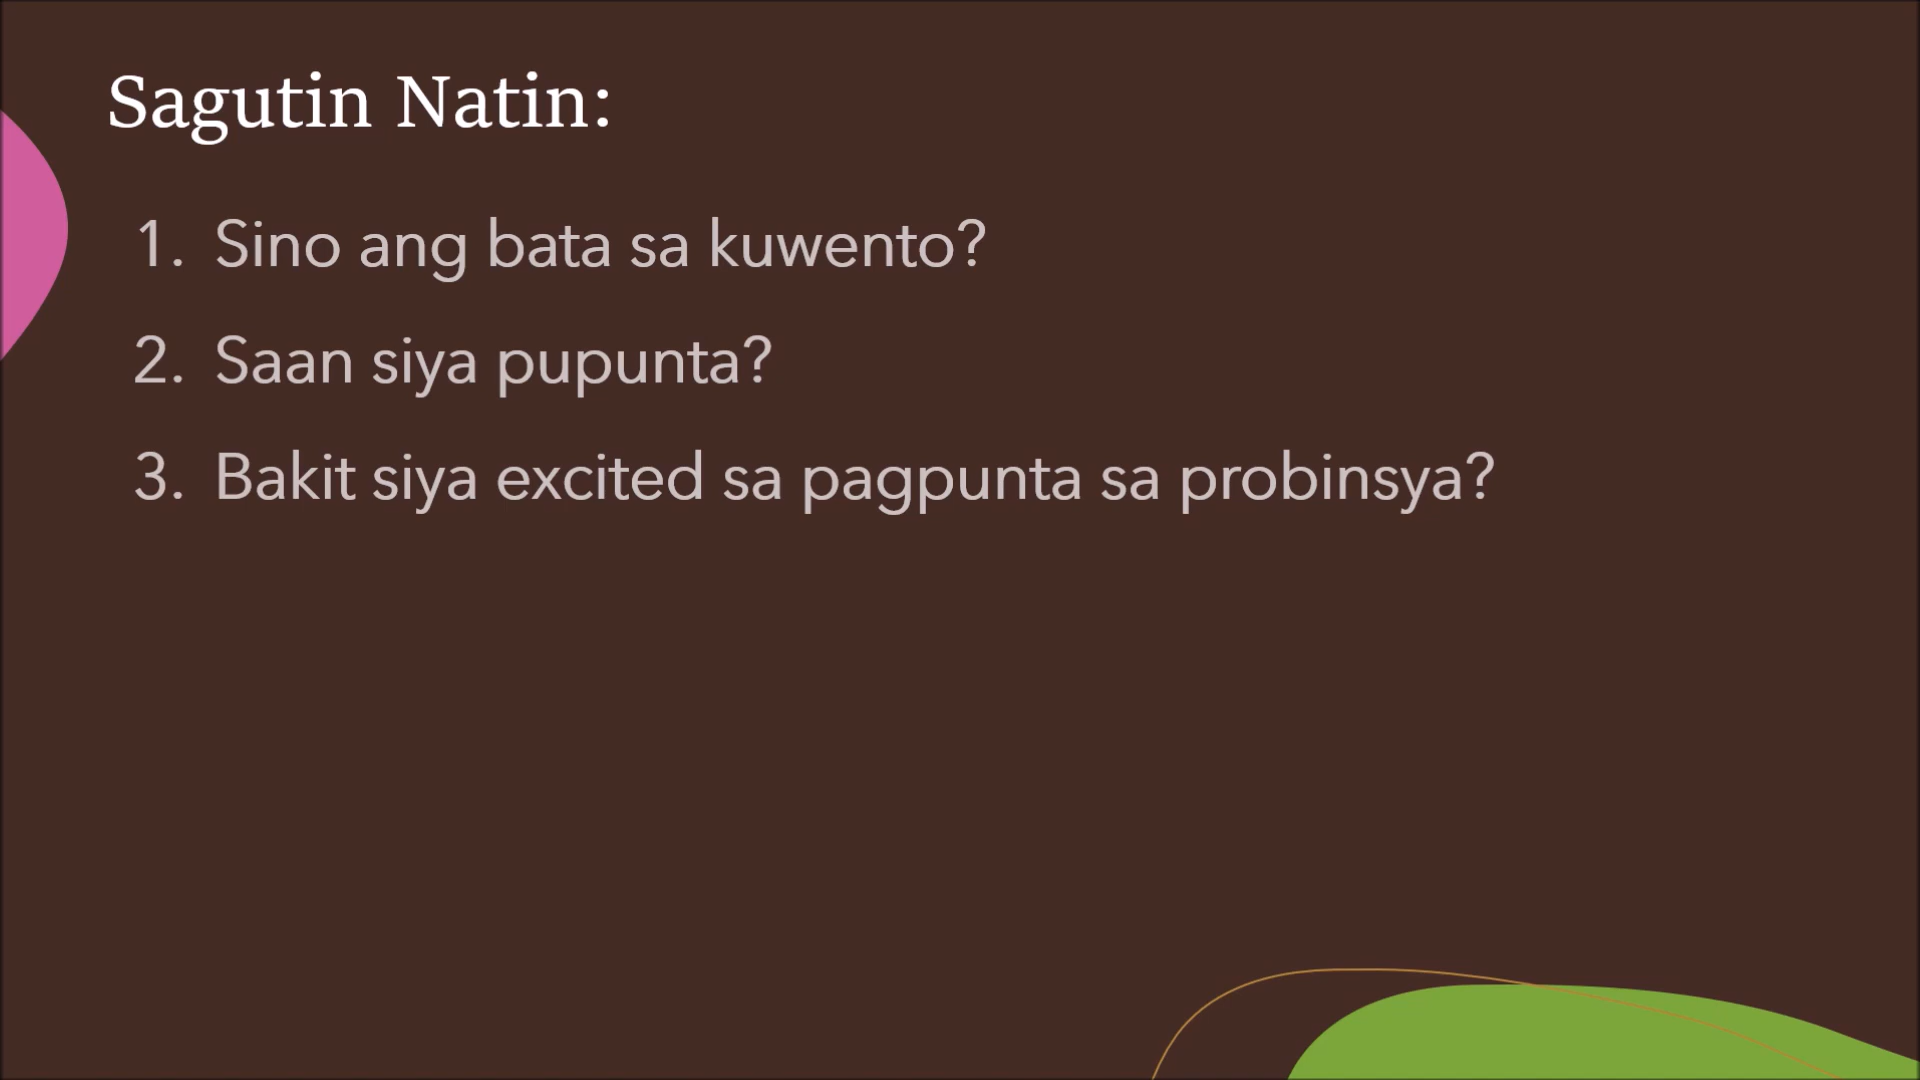 Sagutin Natin:
1. Sino ang bata sa kuwento?
2. Saan siya pupunta?
3. Bakit siya excited sa pagpunta sa probinsya?